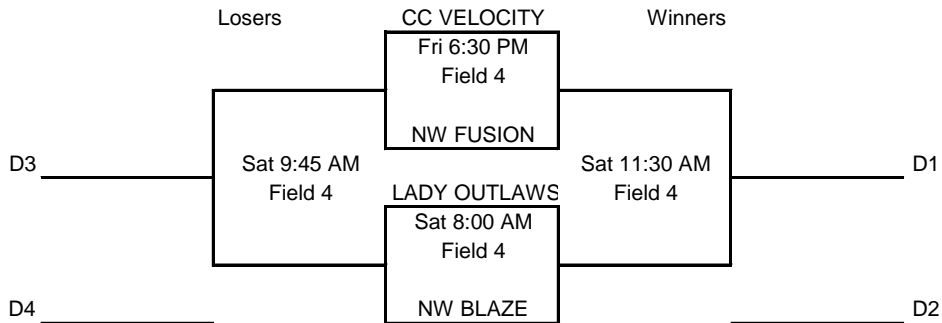 Losers CC VELOCITY Winners
Fri 6:30 PM
Field 4
NW FUSION
D3 Sat 9:45 AM Sat 11:30 AM D1
Field 4 LADY OUTLAWS Field 4
Sat 8:00 AM
Field 4
D4 NW BLAZE D2